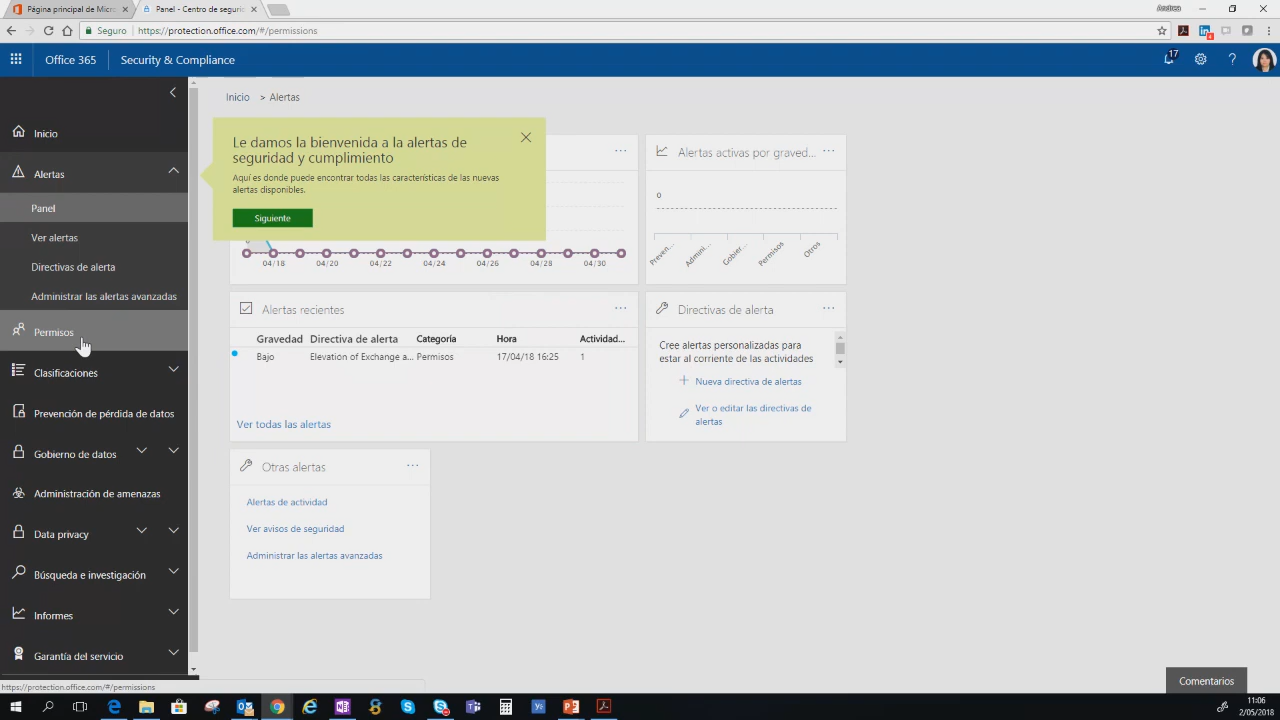 Página principal de Micro
Panel - Centro de seguric
Andrea
Seguro
https://protection.office.com/#/permissions
4
Office 365
Security & Compliance
17
Inicio > Alertas
Inicio
Alertas
Panel
Ver alertas
Directivas de alerta
Administrar las alertas avanzadas
Permisos
Clasificaciones
Prevención de pérdida de datos
Gobierno de datos
Administración de amenazas
Data privacy
Búsqueda e investigación
Informes
Garantía del servicio
Le damos la bienvenida a la alertas de
seguridad y cumplimiento
Aquí es donde puede encontrar todas las características de las nuevas
alertas disponibles.
Siguiente
0
04/18 04/20 04/22 04/24 04/26 04/28 04/30
Alertas activas por graved...
0
Preven... Admini... Gobier... Permisos Otros
Alertas recientes
Gravedad Directiva de alerta Categoría Hora Actividad...
Bajo Elevation of Exchange a... Permisos 17/04/18 16:25 1
Ver todas las alertas
Directivas de alerta
Cree alertas personalizadas para
estar al corriente de las actividades
Nueva directiva de alertas
Ver o editar las directivas de
alertas
Otras alertas
Alertas de actividad
Ver avisos de seguridad
Administrar las alertas avanzadas
Comentarios
https://protection.office.com/#/permissions
11:06
2/05/2018